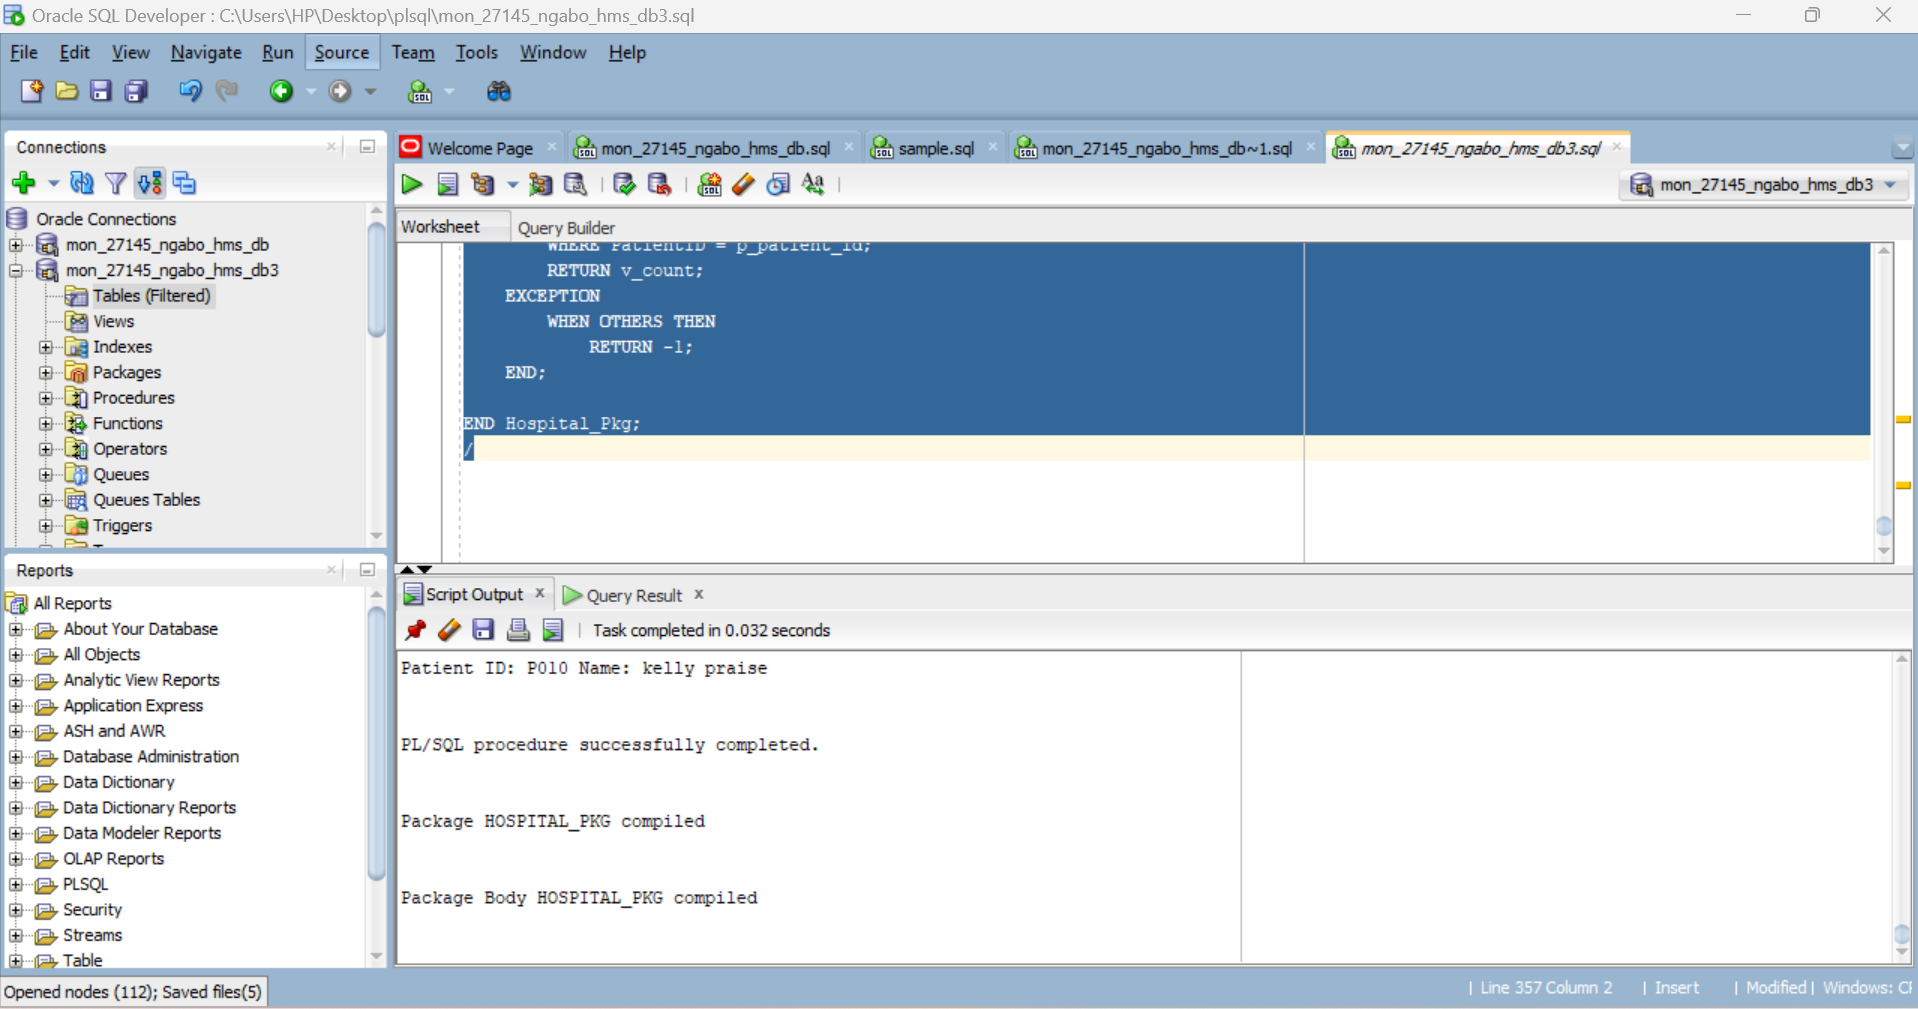 Oracle SQL Developer : C:\Users\HP\Desktop\plsql\mon_27145_ngabo_hms_db3.sql
File Edit View Navigate Run Source Team Tools Window Help
Connections
Oracle Connections
mon_27145_ngabo_hms_db
mon_27145_ngabo_hms_db3
Tables (Filtered)
Views
Indexes
Packages
Procedures
Functions
Operators
Queues
Queues Tables
Triggers
Reports
All Reports
About Your Database
All Objects
Analytic View Reports
Application Express
ASH and AWR
Database Administration
Data Dictionary
Data Dictionary Reports
Data Modeler Reports
OLAP Reports
PLSQL
Security
Streams
Table
Welcome Page mon_27145_ngabo_hms_db.sql sample.sql mon_27145_ngabo_hms_db~1.sql mon_27145_ngabo_hms_db3.sql
mon_27145_ngabo_hms_db3
Worksheet Query Builder
WHERE PatientID = p_patient_id;
RETURN v_count;
EXCEPTION
WHEN OTHERS THEN
RETURN -1;
END;
END Hospital_Pkg;
/
Script Output Query Result
Task completed in 0.032 seconds
Patient ID: P010 Name: kelly praise
PL/SQL procedure successfully completed.
Package HOSPITAL_PKG compiled
Package Body HOSPITAL_PKG compiled
Opened nodes (112); Saved files(5)
Line 357 Column 2 | Insert | Modified | Windows: